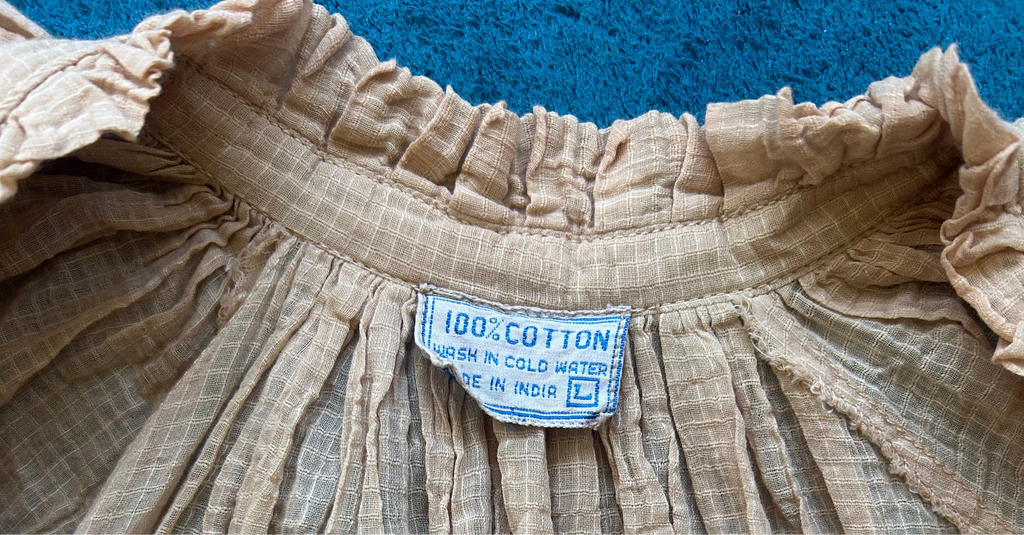 100% COTTON
WASH IN COLD WATER
DE IN INDIA L